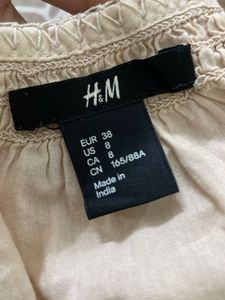 H&M
EUR 38
US 8
CA 8
CN 165/88A
Made in
India